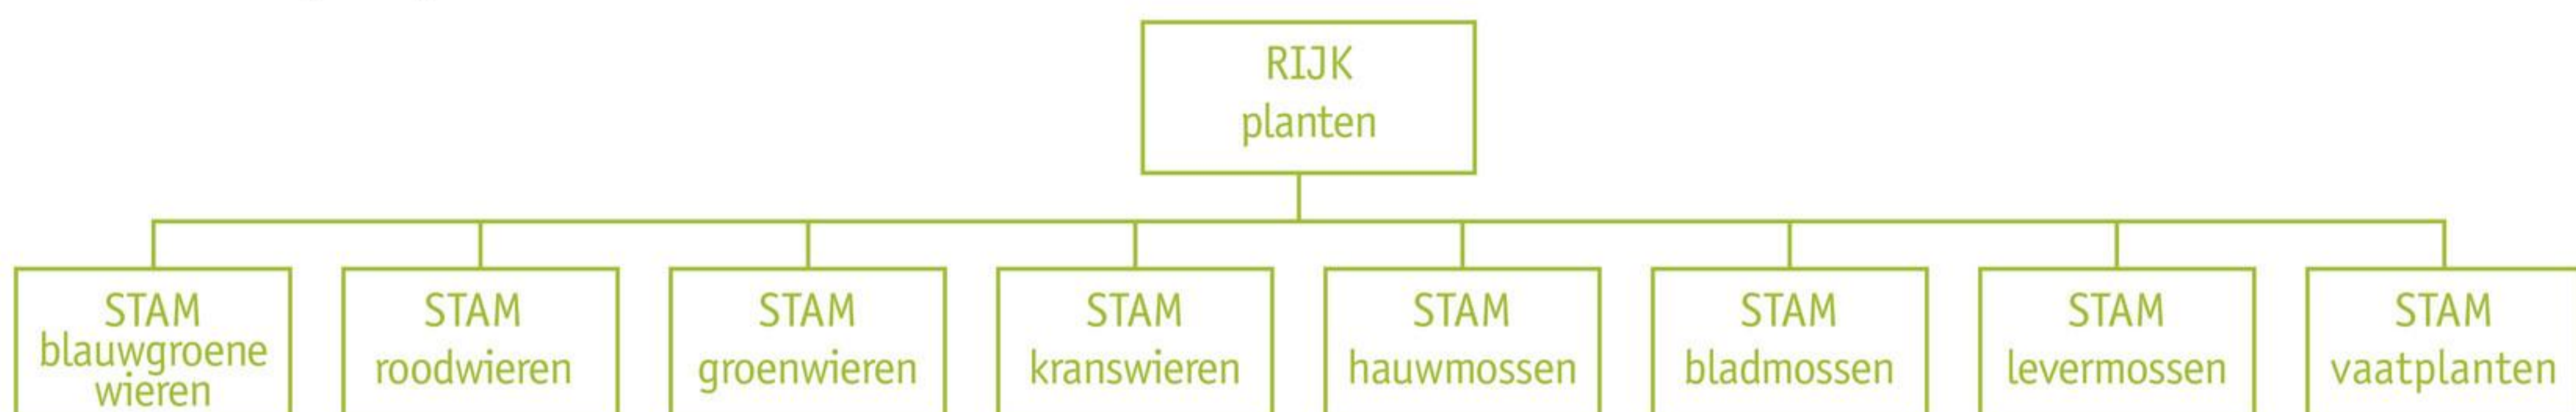 RIJK
planten
STAM
blauwgroene
wieren
STAM
roodwieren
STAM
groenwieren
STAM
kranswieren
STAM
hauwmossen
STAM
bladmossen
STAM
levermossen
STAM
vaatplanten